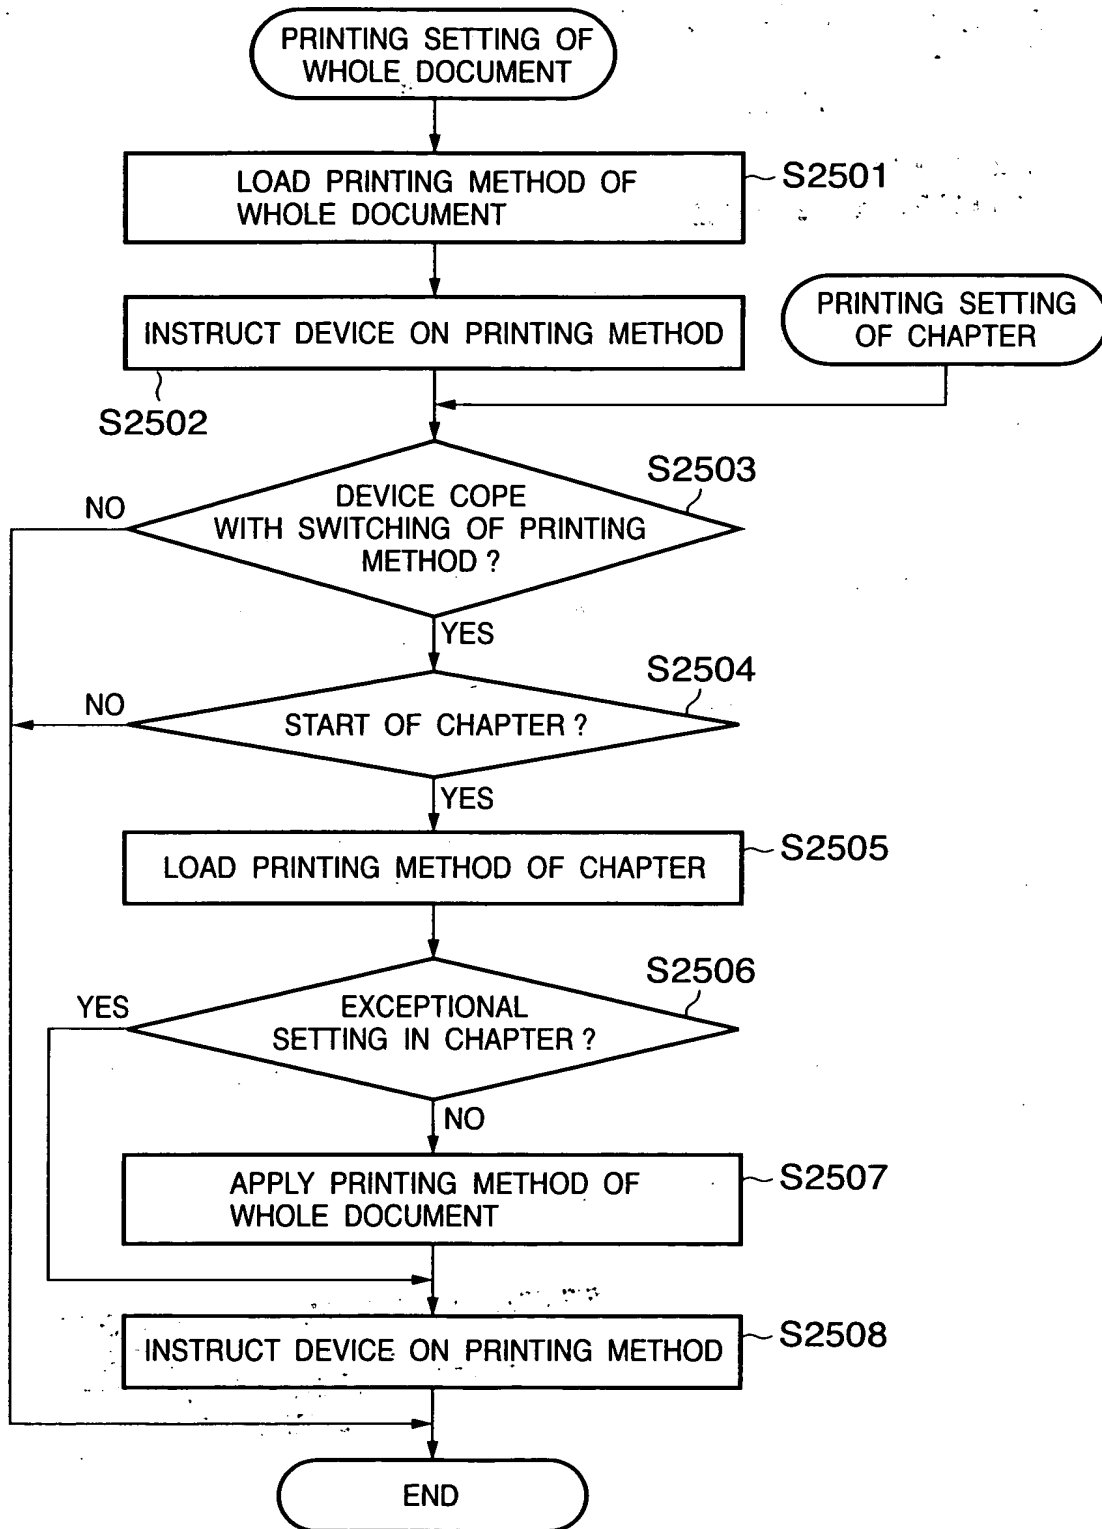 PRINTING SETTING OF
WHOLE DOCUMENT
LOAD PRINTING METHOD OF
WHOLE DOCUMENT
S2501
INSTRUCT DEVICE ON PRINTING METHOD
S2502
PRINTING SETTING
OF CHAPTER
S2503
DEVICE COPE
WITH SWITCHING OF PRINTING
METHOD ?
NO
YES
S2504
START OF CHAPTER ?
NO
YES
LOAD PRINTING METHOD OF CHAPTER
S2505
S2506
EXCEPTIONAL
SETTING IN CHAPTER ?
YES
NO
APPLY PRINTING METHOD OF
WHOLE DOCUMENT
S2507
INSTRUCT DEVICE ON PRINTING METHOD
S2508
END